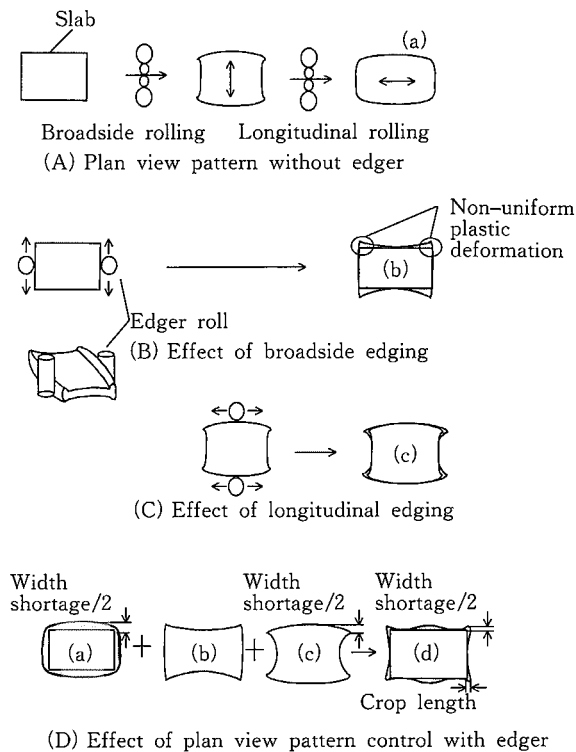 Slab
(a)
Broadside rolling Longitudinal rolling
(A) Plan view pattern without edger
Non-uniform
plastic
deformation
(b)
Edger roll
(B) Effect of broadside edging
(c)
(C) Effect of longitudinal edging
Width
shortage/2
Width
shortage/2
Width
shortage/2
(a) + (b) + (c) (d)
Crop length
(D) Effect of plan view pattern control with edger